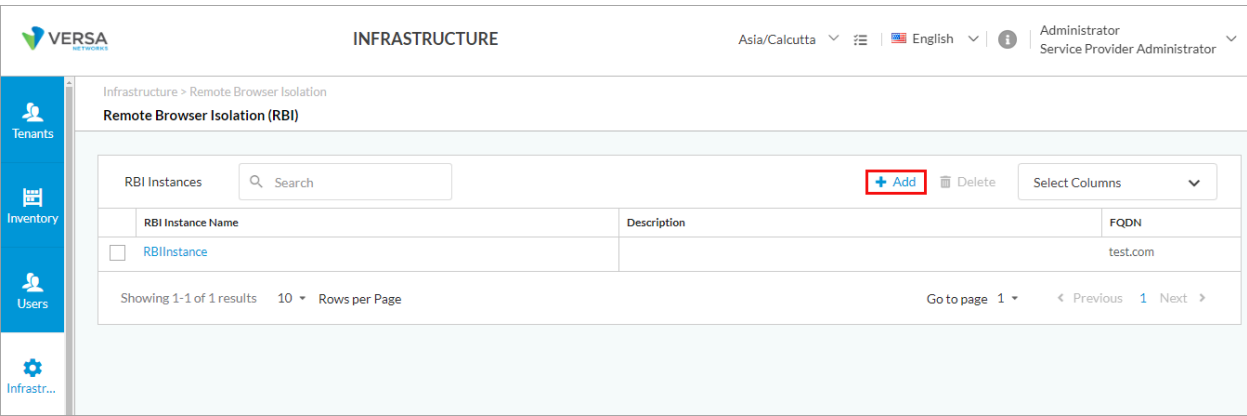 VERSA
NETWORKS
INFRASTRUCTURE
Asia/Calcutta
English
Administrator
Service Provider Administrator
Infrastructure > Remote Browser Isolation
Remote Browser Isolation (RBI)
Tenants
Inventory
Users
Infrastr...
RBI Instances
Search
+ Add
Delete
Select Columns
RBI Instance Name
Description
FQDN
RBIInstance
test.com
Showing 1-1 of 1 results
10
Rows per Page
Go to page
1
< Previous
1
Next >